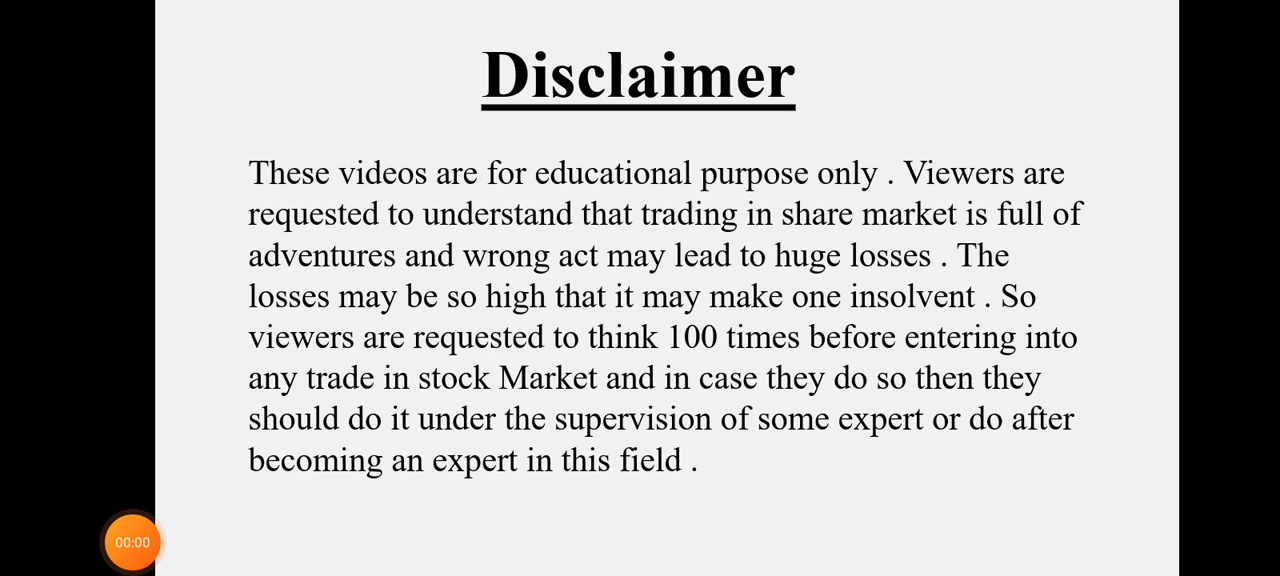 Disclaimer
These videos are for educational purpose only . Viewers are
requested to understand that trading in share market is full of
adventures and wrong act may lead to huge losses . The
losses may be so high that it may make one insolvent . So
viewers are requested to think 100 times before entering into
any trade in stock Market and in case they do so then they
should do it under the supervision of some expert or do after
becoming an expert in this field .
00:00